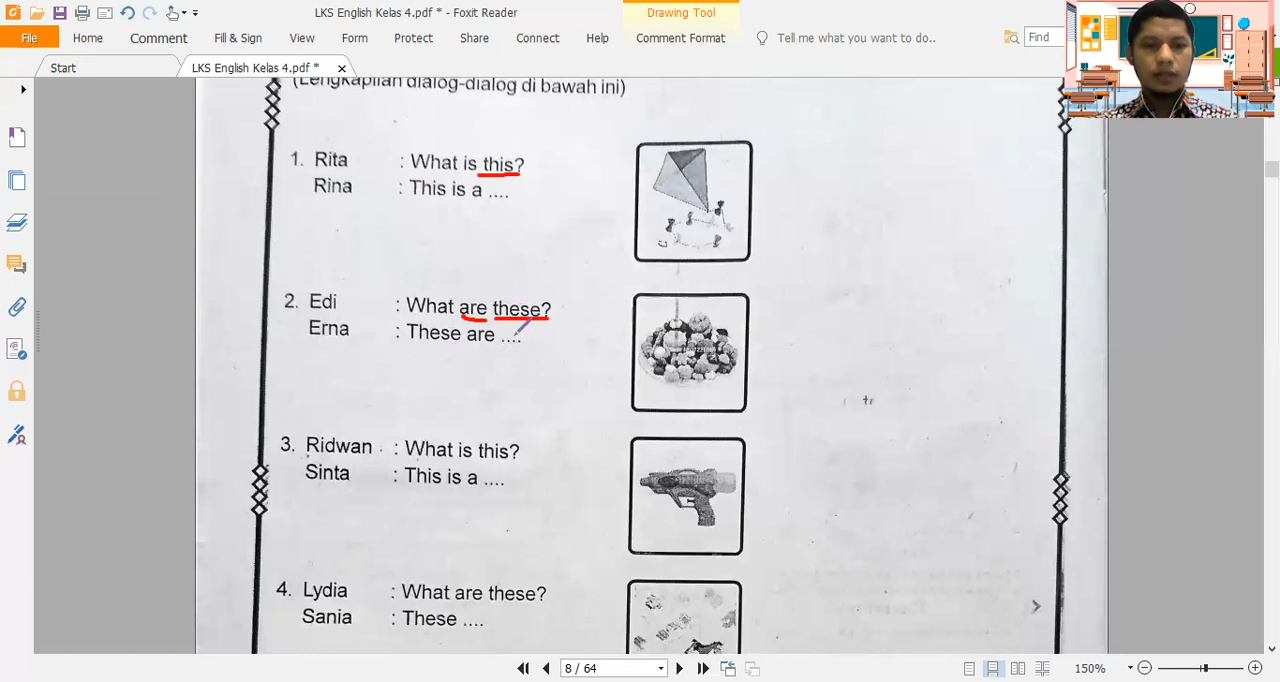 LKS English Kelas 4.pdf * - Foxit Reader
Drawing Tool
File Home Comment Fill & Sign View Form Protect Share Connect Help Comment Format Tell me what you want to do.. Find
Start LKS English Kelas 4.pdf *
(Lengkapilah dialog-dialog di bawah ini)
1. Rita : What is this?
Rina : This is a ....
2. Edi : What are these?
Erna : These are ....
3. Ridwan : What is this?
Sinta : This is a ....
4. Lydia : What are these?
Sania : These ....
8 / 64
150%